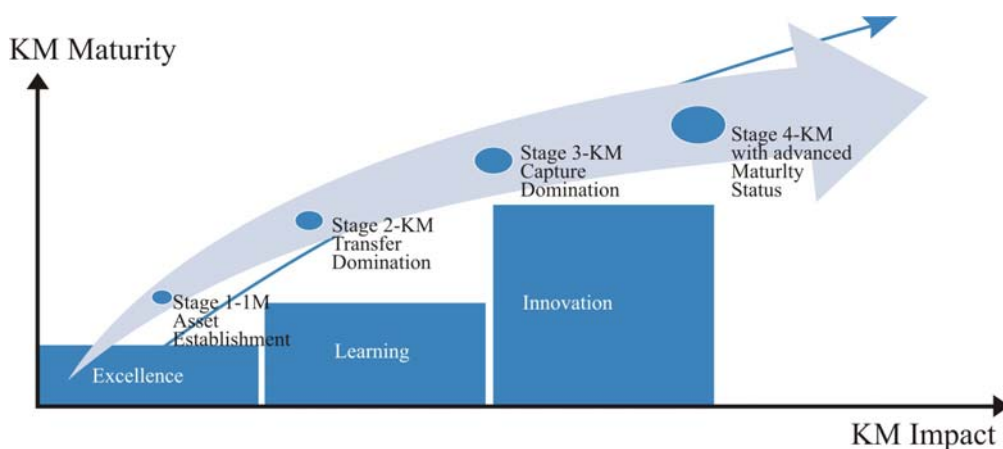 KM Maturity
Stage 4-KM
with advanced
Maturlty
Status
Stage 3-KM
Capture
Domination
Stage 2-KM
Transfer
Domination
Stage 1-1M
Asset
Establishment
Excellence
Learning
Innovation
KM Impact